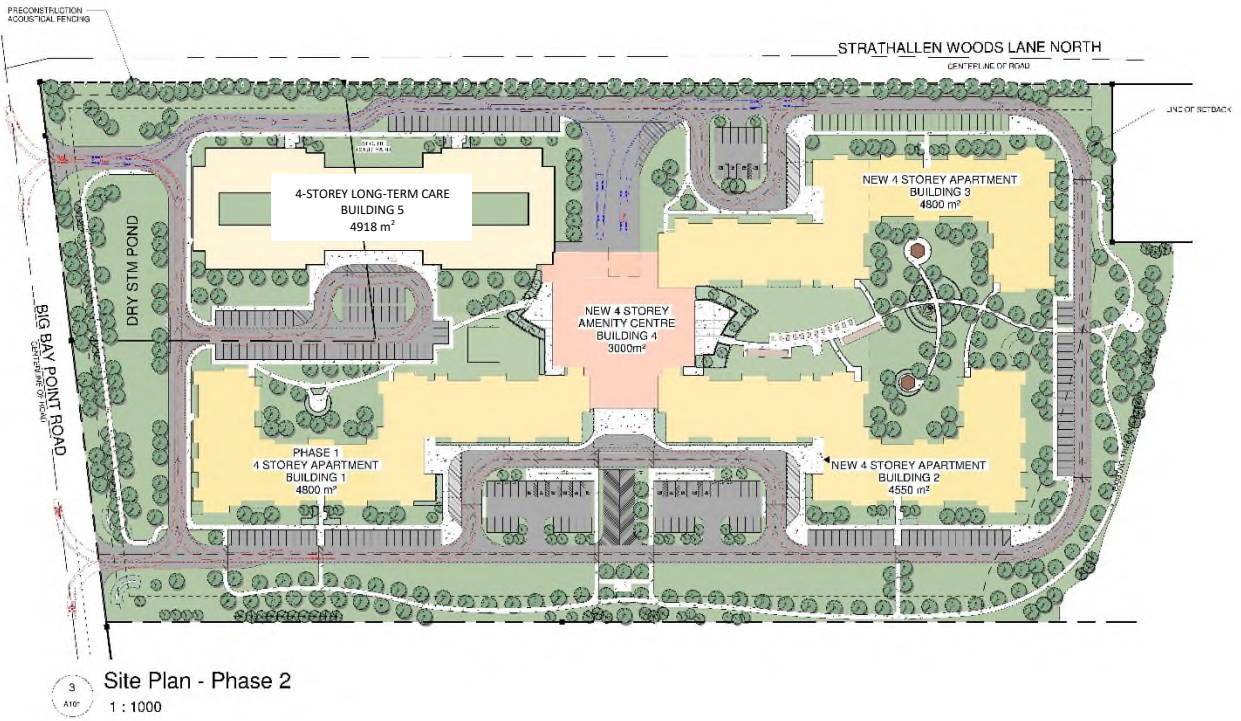 PRECONSTRUCTION
ACOUSTICAL FENCING
STRATHALLEN WOODS LANE NORTH
CENTERLINE OF ROAD
LINE OF SETBACK
4-STOREY LONG-TERM CARE
BUILDING 5
4918 m²
NEW 4 STOREY APARTMENT
BUILDING 3
4800 m²
DRY STM POND
BIG BAY POINT ROAD
CENTERLINE OF ROAD
NEW 4 STOREY
AMENITY CENTRE
BUILDING 4
3000m²
PHASE 1
4 STOREY APARTMENT
BUILDING 1
4800 m²
NEW 4 STOREY APARTMENT
BUILDING 2
4550 m²
3
A101
Site Plan - Phase 2
1 : 1000